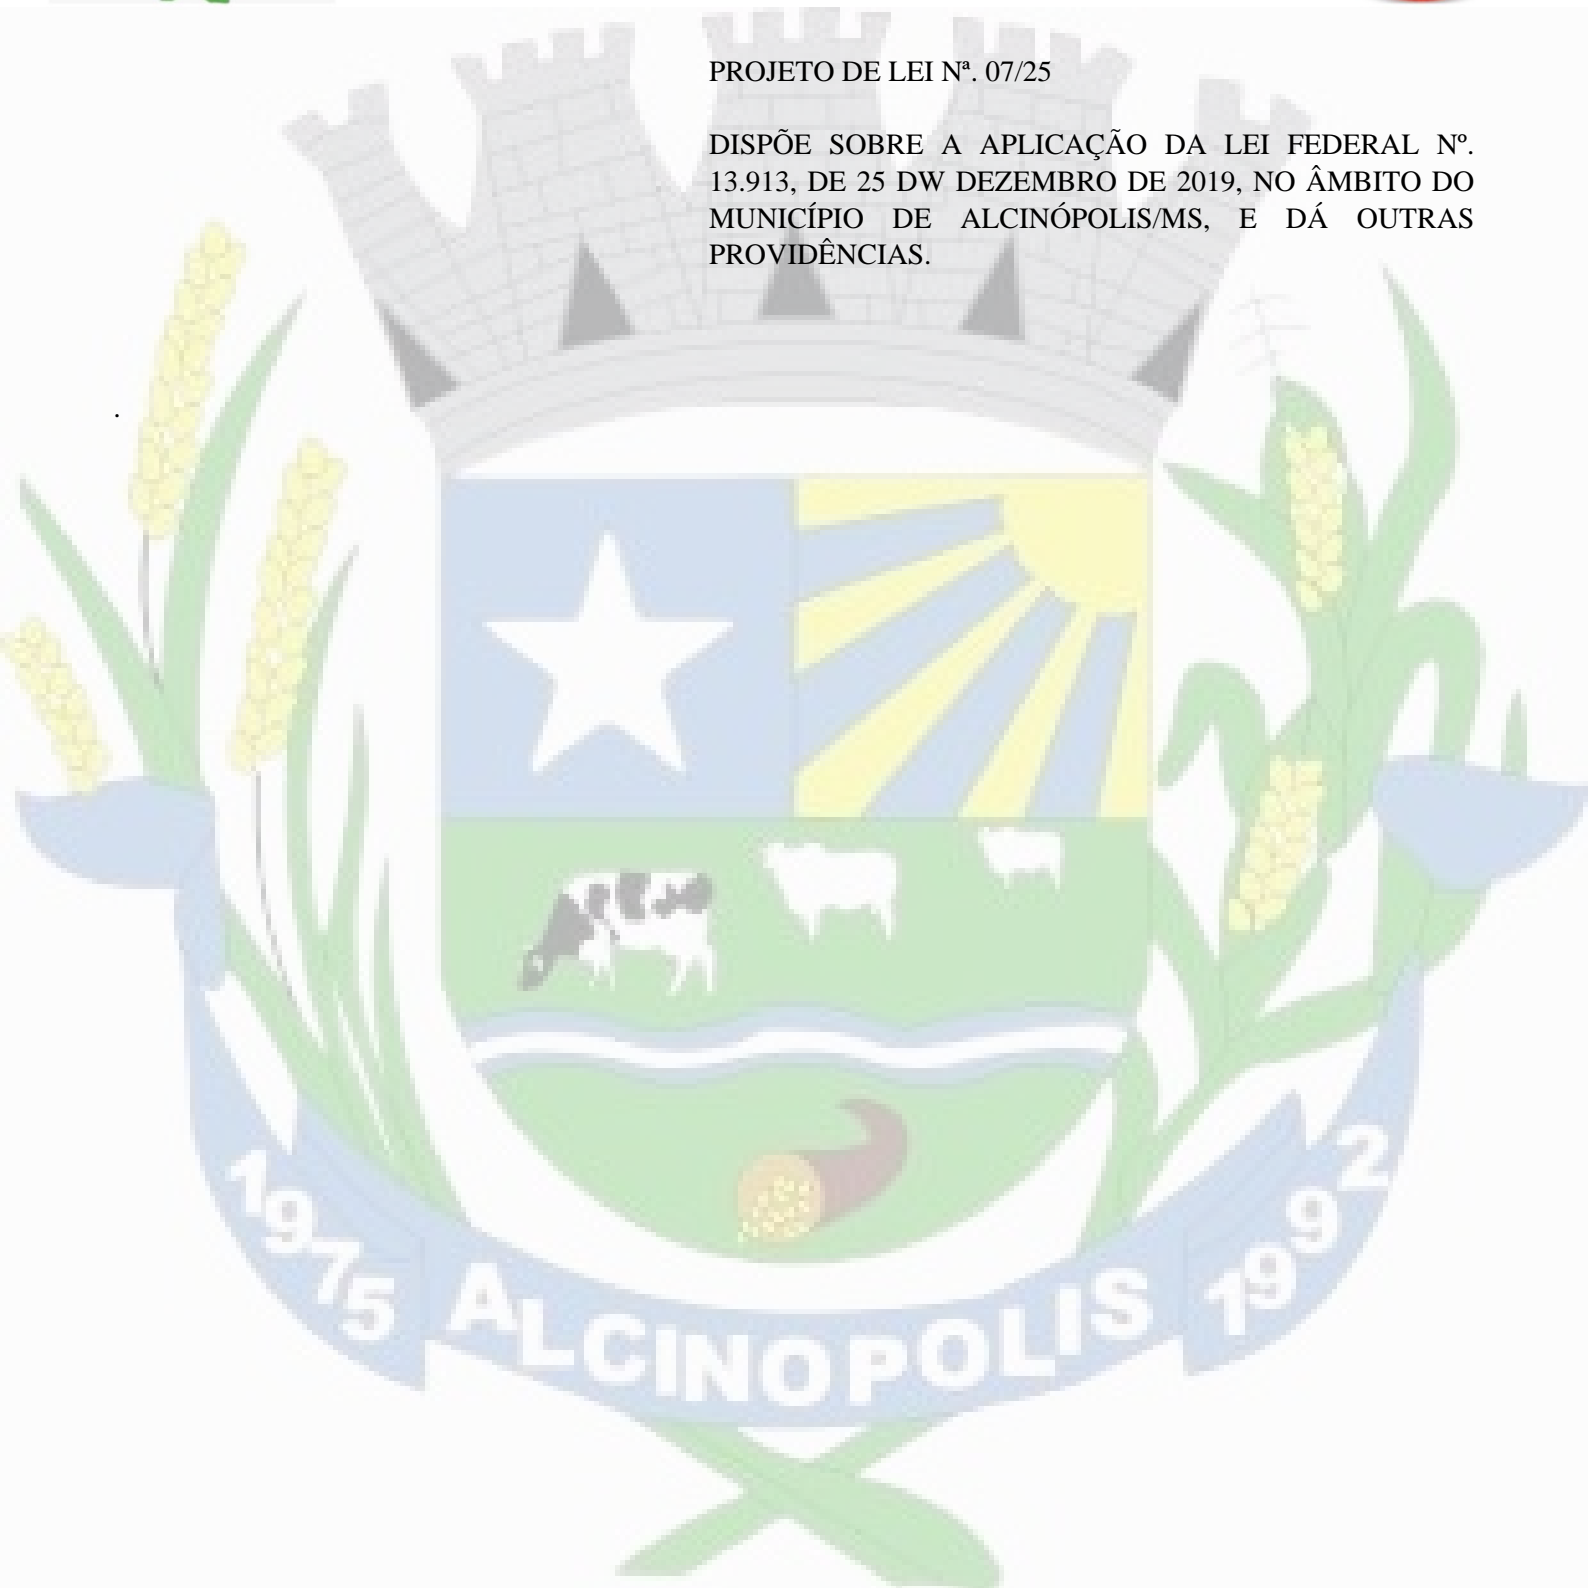 PROJETO DE LEI Nª. 07/25
DISPÕE SOBRE A APLICAÇÃO DA LEI FEDERAL Nº.
13.913, DE 25 DW DEZEMBRO DE 2019, NO ÂMBITO DO
MUNICÍPIO DE ALCINÓPOLIS/MS, E DÁ OUTRAS
PROVIDÊNCIAS.
.
1975 ALCINOPOLIS 1992